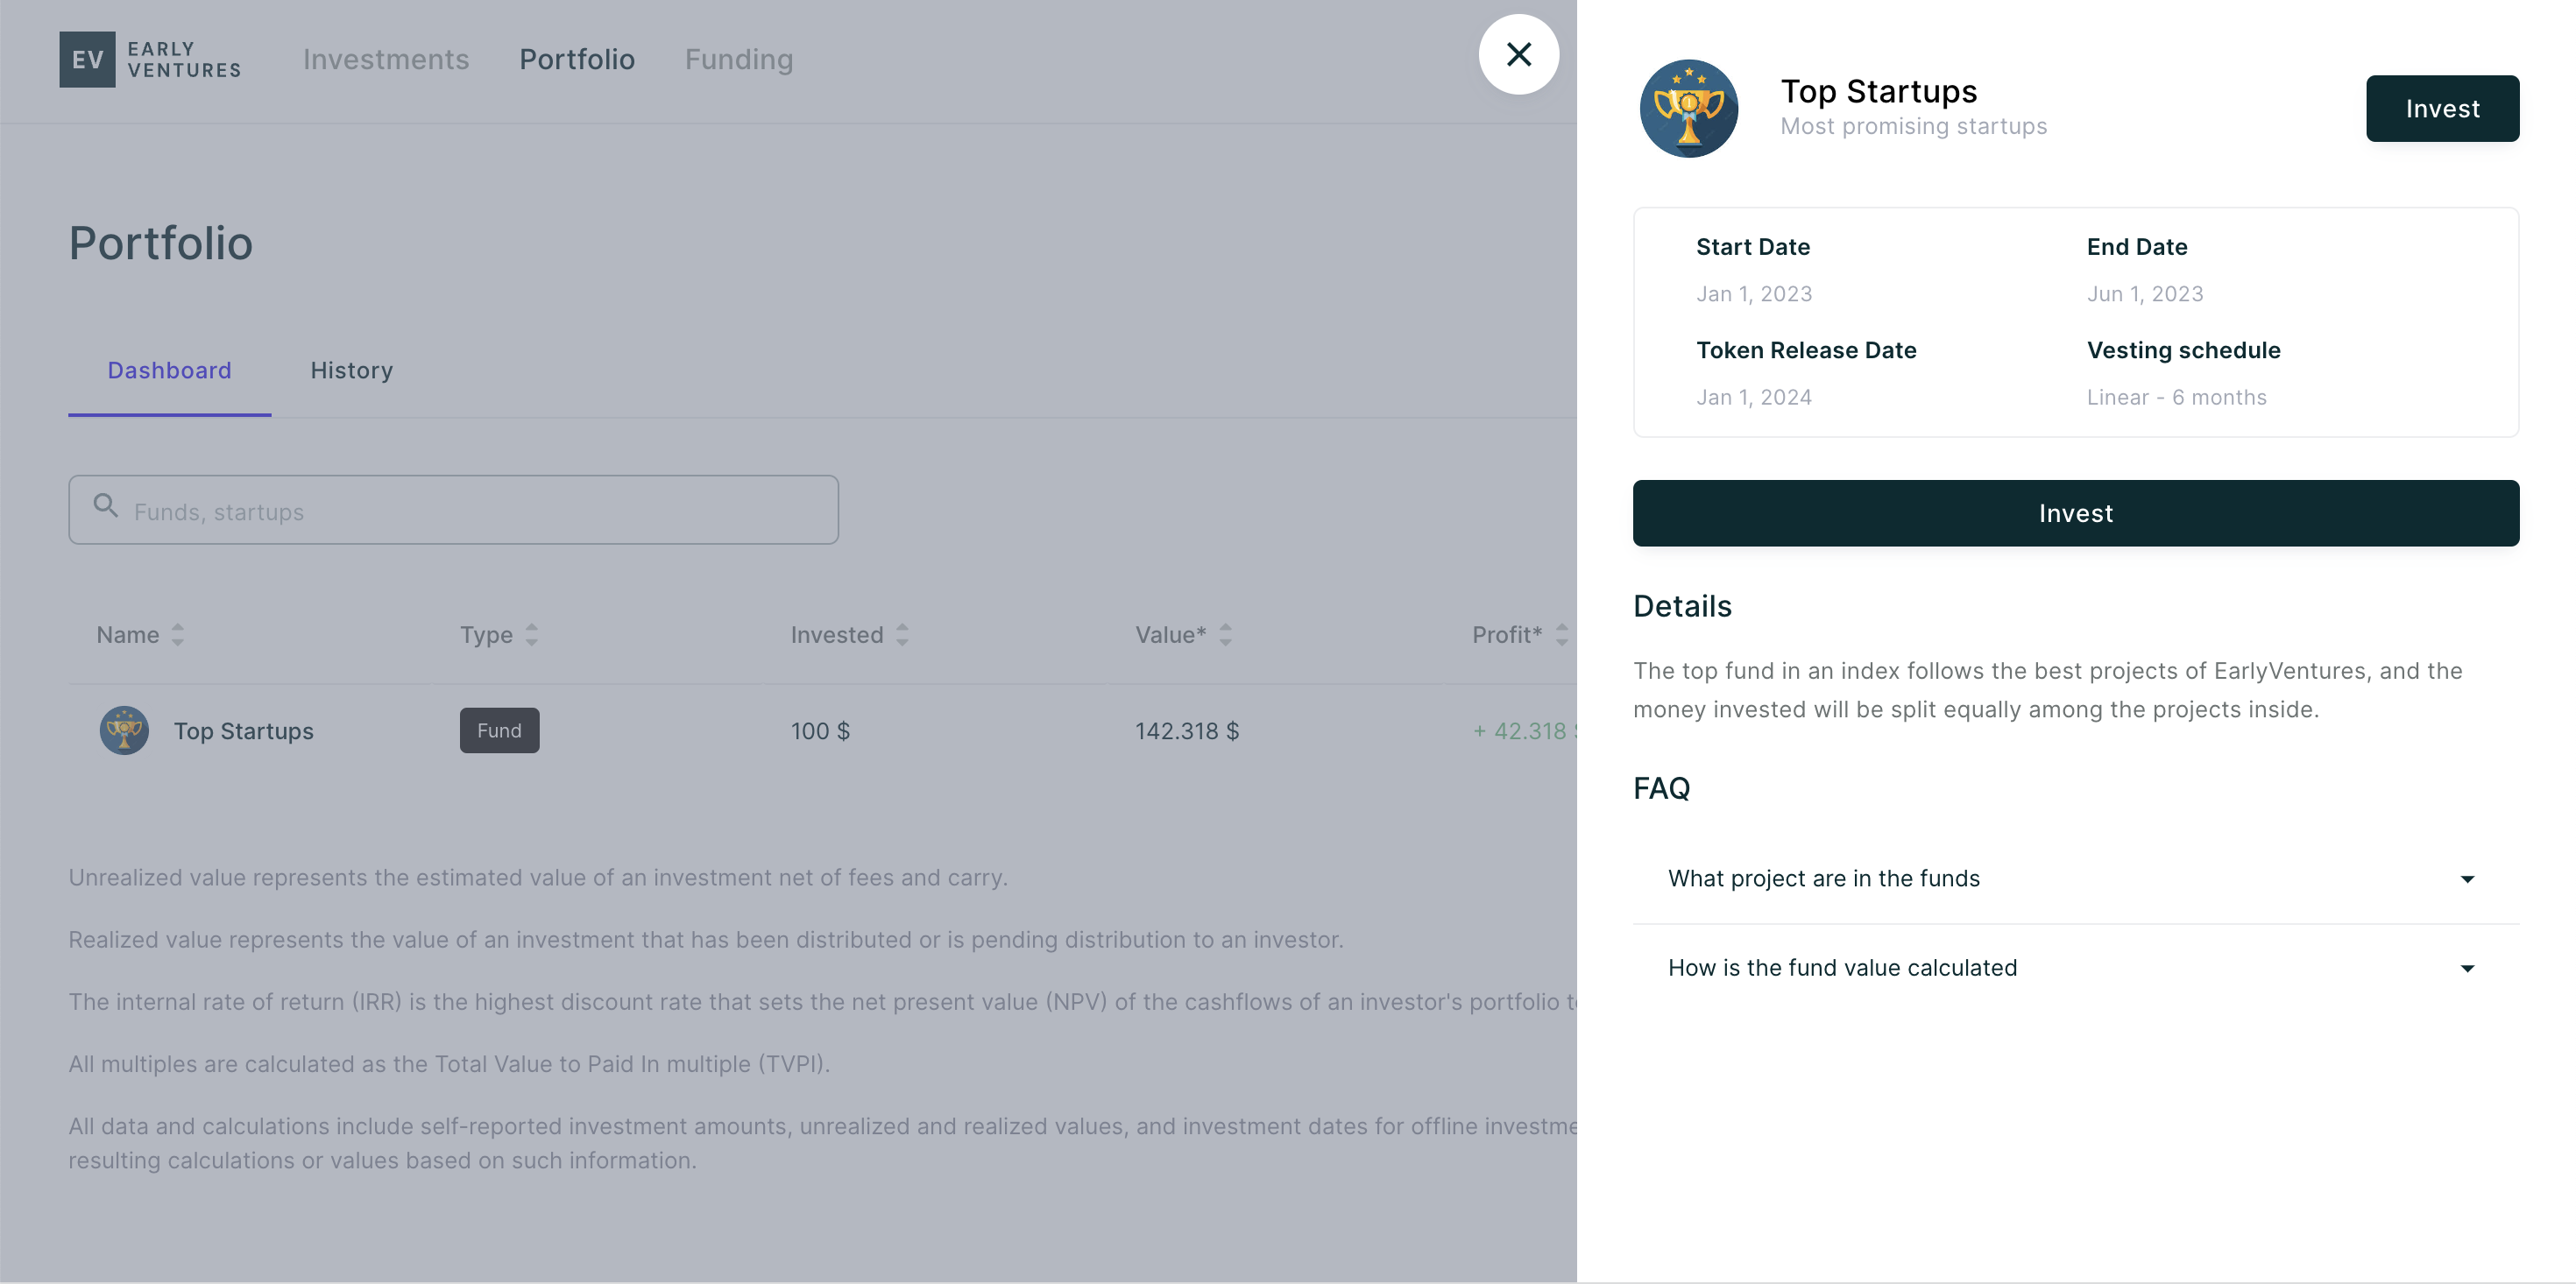 EV EARLY VENTURES
Investments Portfolio Funding
Portfolio
Dashboard History
Funds, startups
Name Type Invested Value* Profit*
Top Startups Fund 100 $ 142.318 $ + 42.318
Unrealized value represents the estimated value of an investment net of fees and carry.
Realized value represents the value of an investment that has been distributed or is pending distribution to an investor.
The internal rate of return (IRR) is the highest discount rate that sets the net present value (NPV) of the cashflows of an investor's portfolio
All multiples are calculated as the Total Value to Paid In multiple (TVPI).
All data and calculations include self-reported investment amounts, unrealized and realized values, and investment dates for offline
resulting calculations or values based on such information.
Top Startups
Most promising startups
Invest
Start Date End Date
Jan 1, 2023 Jun 1, 2023
Token Release Date Vesting schedule
Jan 1, 2024 Linear - 6 months
Invest
Details
The top fund in an index follows the best projects of EarlyVentures, and the
money invested will be split equally among the projects inside.
FAQ
What project are in the funds
How is the fund value calculated